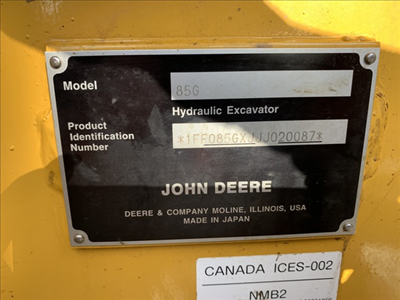 Model 85G
Hydraulic Excavator
Product
Identification
Number
*1FF085GXJJJ020087*
JOHN DEERE
DEERE & COMPANY MOLINE, ILLINOIS, USA
MADE IN JAPAN
CANADA ICES-002
NMB2